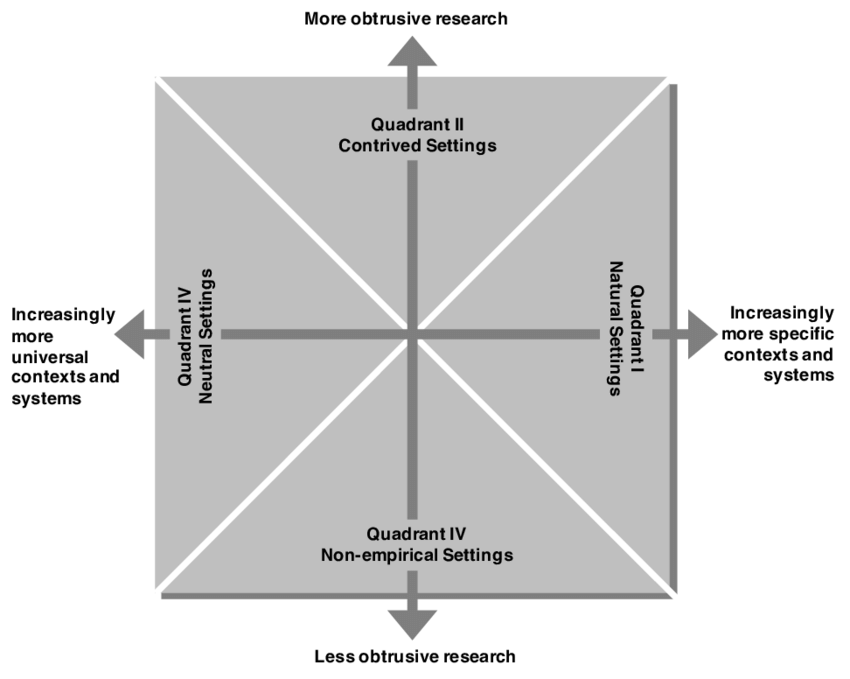 More obtrusive research
Quadrant II
Contrived Settings
Quadrant IV
Neutral Settings
Quadrant I
Natural Settings
Increasingly
more
universal
contexts and
systems
Increasingly
more specific
contexts and
systems
Quadrant IV
Non-empirical Settings
Less obtrusive research